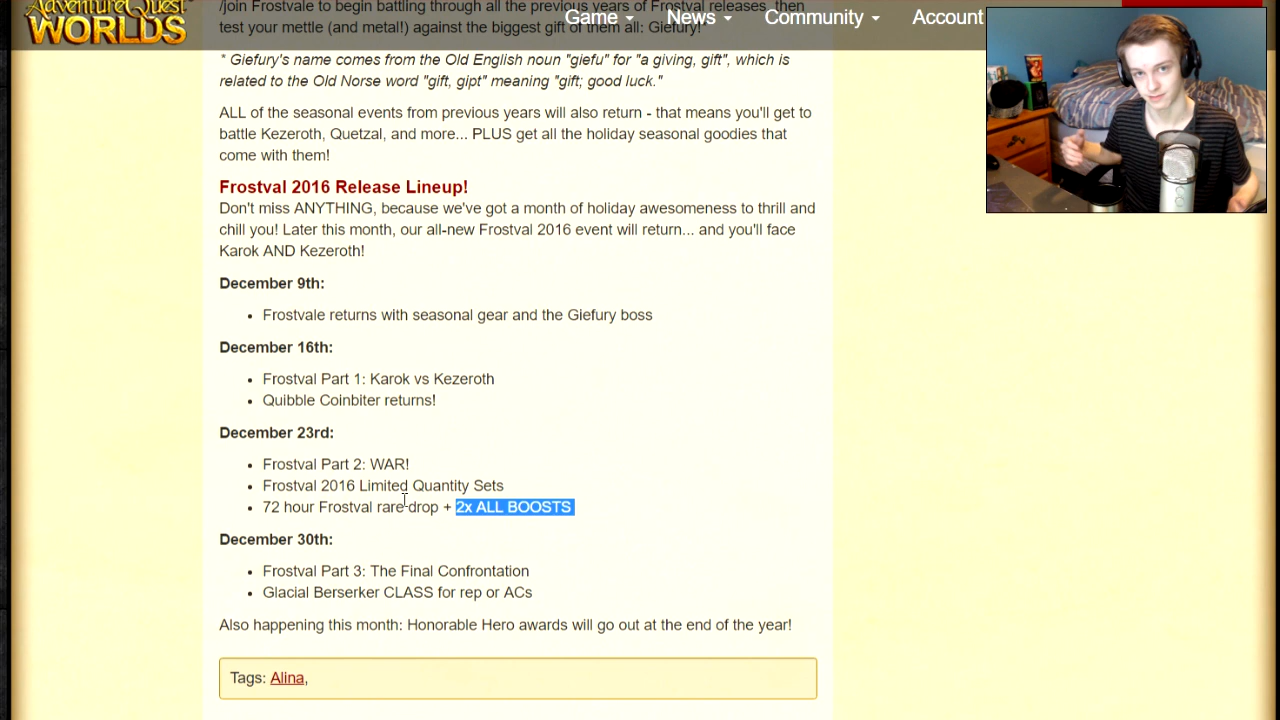 AdventureQuest
WORLDS
Game
News
Community
Account
/join Frostvale to begin battling through all the previous years of Frostval releases, then
test your mettle (and metal!) against the biggest gift of them all: Giefury!
* Giefury's name comes from the Old English noun "giefu" for "a giving, gift", which is
related to the Old Norse word "gift, gipt" meaning "gift; good luck."
ALL of the seasonal events from previous years will also return - that means you'll get to
battle Kezeroth, Quetzal, and more... PLUS get all the holiday seasonal goodies that
come with them!
Frostval 2016 Release Lineup!
Don't miss ANYTHING, because we've got a month of holiday awesomeness to thrill and
chill you! Later this month, our all-new Frostval 2016 event will return... and you'll face
Karok AND Kezeroth!
December 9th:
• Frostvale returns with seasonal gear and the Giefury boss
December 16th:
• Frostval Part 1: Karok vs Kezeroth
• Quibble Coinbiter returns!
December 23rd:
• Frostval Part 2: WAR!
• Frostval 2016 Limited Quantity Sets
• 72 hour Frostval rare drop + 2x ALL BOOSTS
December 30th:
• Frostval Part 3: The Final Confrontation
• Glacial Berserker CLASS for rep or ACs
Also happening this month: Honorable Hero awards will go out at the end of the year!
Tags: Alina,